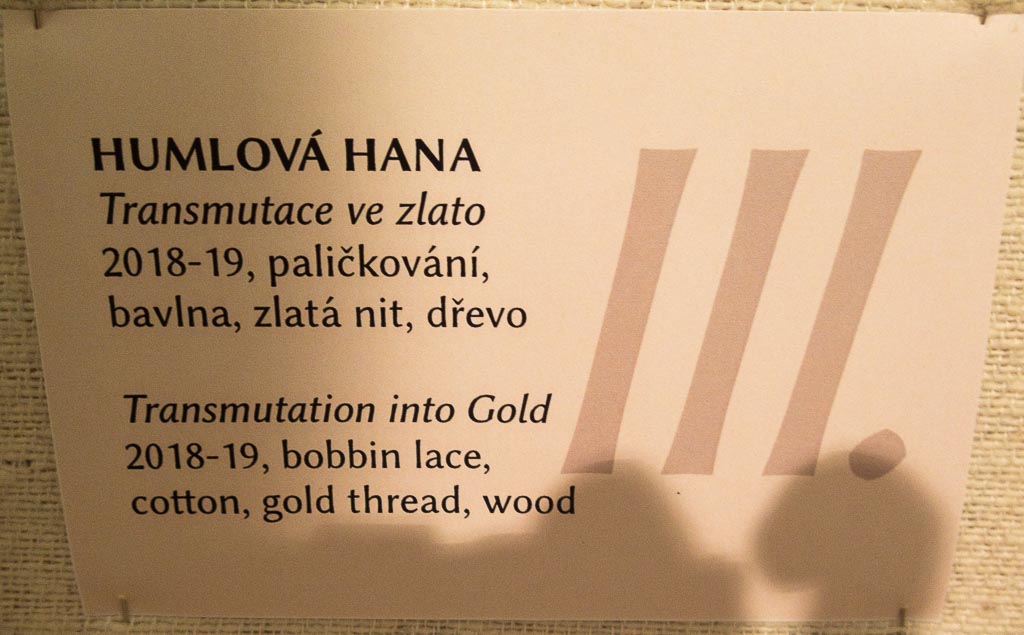 HUMLOVÁ HANA
Transmutace ve zlato
2018-19, paličkování,
bavlna, zlatá nit, dřevo
Transmutation into Gold
2018-19, bobbin lace,
cotton, gold thread, wood
III.